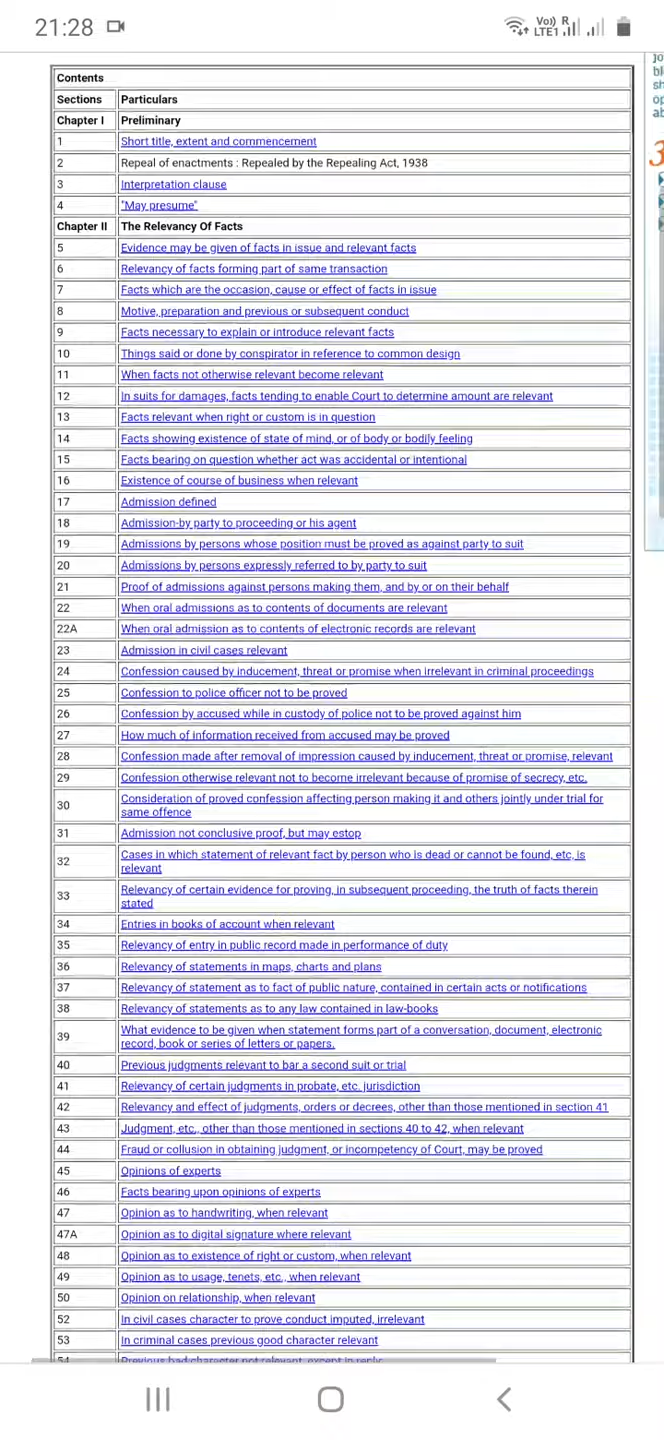 21:28
Vo)) R
LTE1
Contents
Sections Particulars
Chapter I Preliminary
1 Short title, extent and commencement
2 Repeal of enactments : Repealed by the Repealing Act, 1938
3 Interpretation clause
4 "May presume"
Chapter II The Relevancy Of Facts
5 Evidence may be given of facts in issue and relevant facts
6 Relevancy of facts forming part of same transaction
7 Facts which are the occasion, cause or effect of facts in issue
8 Motive, preparation and previous or subsequent conduct
9 Facts necessary to explain or introduce relevant facts
10 Things said or done by conspirator in reference to common design
11 When facts not otherwise relevant become relevant
12 In suits for damages, facts tending to enable Court to determine amount are relevant
13 Facts relevant when right or custom is in question
14 Facts showing existence of state of mind, or of body or bodily feeling
15 Facts bearing on question whether act was accidental or intentional
16 Existence of course of business when relevant
17 Admission defined
18 Admission-by party to proceeding or his agent
19 Admissions by persons whose position must be proved as against party to suit
20 Admissions by persons expressly referred to by party to suit
21 Proof of admissions against persons making them, and by or on their behalf
22 When oral admissions as to contents of documents are relevant
22A When oral admission as to contents of electronic records are relevant
23 Admission in civil cases relevant
24 Confession caused by inducement, threat or promise when irrelevant in criminal proceedings
25 Confession to police officer not to be proved
26 Confession by accused while in custody of police not to be proved against him
27 How much of information received from accused may be proved
28 Confession made after removal of impression caused by inducement, threat or promise, relevant
29 Confession otherwise relevant not to become irrelevant because of promise of secrecy, etc.
30 Consideration of proved confession affecting person making it and others jointly under trial for
same offence
31 Admission not conclusive proof, but may estop
32 Cases in which statement of relevant fact by person who is dead or cannot be found, etc, is
relevant
33 Relevancy of certain evidence for proving, in subsequent proceeding, the truth of facts therein
stated
34 Entries in books of account when relevant
35 Relevancy of entry in public record made in performance of duty
36 Relevancy of statements in maps, charts and plans
37 Relevancy of statement as to fact of public nature, contained in certain acts or notifications
38 Relevancy of statements as to any law contained in law-books
39 What evidence to be given when statement forms part of a conversation, document, electronic
record, book or series of letters or papers.
40 Previous judgments relevant to bar a second suit or trial
41 Relevancy of certain judgments in probate, etc. jurisdiction
42 Relevancy and effect of judgments, orders or decrees, other than those mentioned in section 41
43 Judgment, etc., other than those mentioned in sections 40 to 42, when relevant
44 Fraud or collusion in obtaining judgment, or incompetency of Court, may be proved
45 Opinions of experts
46 Facts bearing upon opinions of experts
47 Opinion as to handwriting, when relevant
47A Opinion as to digital signature where relevant
48 Opinion as to existence of right or custom, when relevant
49 Opinion as to usage, tenets, etc., when relevant
50 Opinion on relationship, when relevant
52 In civil cases character to prove conduct imputed, irrelevant
53 In criminal cases previous good character relevant
54 Previous bad character not relevant, except in reply
jo
bl
sh
op
ab
3